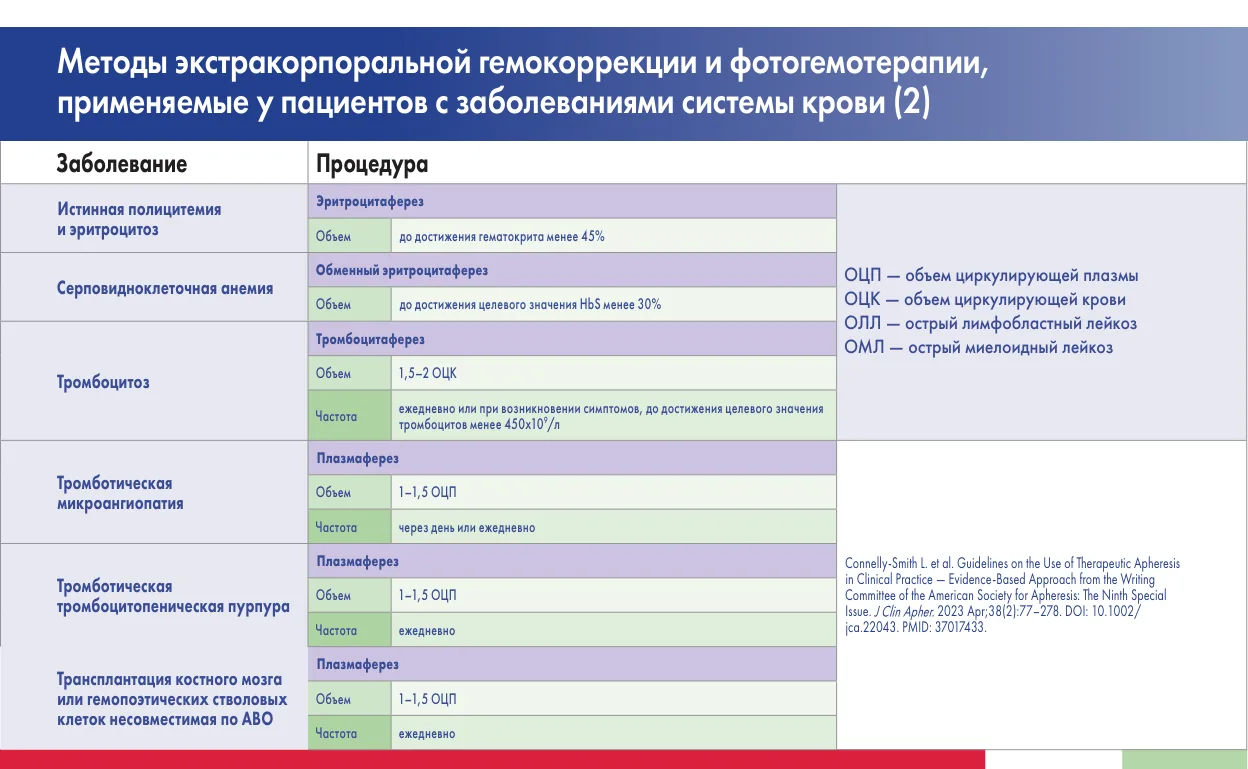 Методы экстракорпоральной гемокоррекции и фотогемотерапии,
применяемые у пациентов с заболеваниями системы крови (2)
Заболевание
Процедура
Истинная полицитемия
и эритроцитоз
Эритроцитаферез
Объем
до достижения гематокрита менее 45%
Серповидноклеточная анемия
Обменный эритроцитаферез
Объем
до достижения целевого значения HbS менее 30%
Тромбоцитоз
Тромбоцитаферез
Объем
1,5–2 ОЦК
Частота
ежедневно или при возникновении симптомов, до достижения целевого значения
тромбоцитов менее 450х10⁹/л
ОЦП — объем циркулирующей плазмы
ОЦК — объем циркулирующей крови
ОЛЛ — острый лимфобластный лейкоз
ОМЛ — острый миелоидный лейкоз
Тромботическая
микроангиопатия
Плазмаферез
Объем
1–1,5 ОЦП
Частота
через день или ежедневно
Тромботическая
тромбоцитопеническая пурпура
Плазмаферез
Объем
1–1,5 ОЦП
Частота
ежедневно
Трансплантация костного мозга
или гемопоэтических стволовых
клеток несовместимая по АВО
Плазмаферез
Объем
1–1,5 ОЦП
Частота
ежедневно
Connelly-Smith L. et al. Guidelines on the Use of Therapeutic Apheresis
in Clinical Practice — Evidence-Based Approach from the Writing
Committee of the American Society for Apheresis: The Ninth Special
Issue. J Clin Apher. 2023 Apr;38(2):77–278. DOI: 10.1002/
jca.22043. PMID: 37017433.